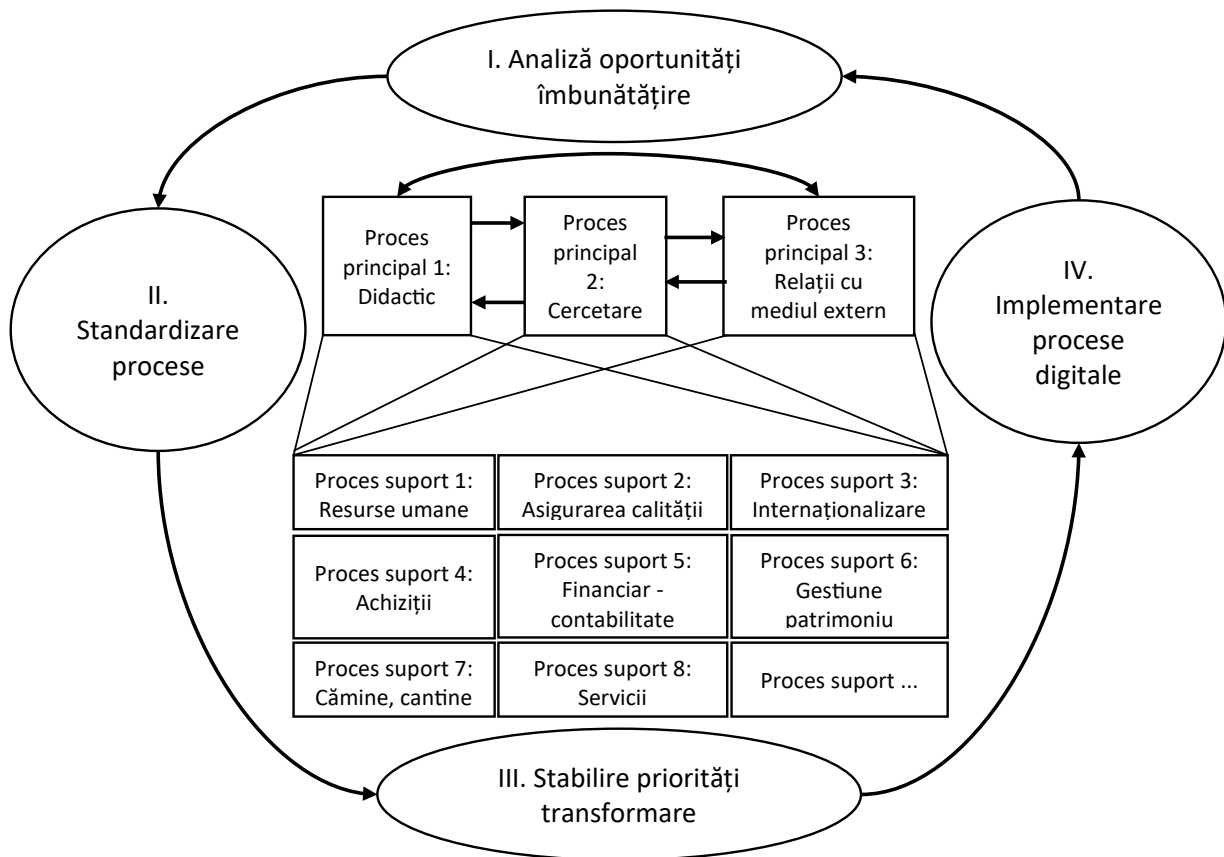 I. Analiză oportunități
îmbunătățire
II.
Standardizare
procese
Proces
principal 1:
Didactic
Proces
principal
2:
Cercetare
Proces
principal 3:
Relații cu
mediul extern
IV.
Implementare
procese
digitale
Proces suport 1:
Resurse umane
Proces suport 2:
Asigurarea calității
Proces suport 3:
Internaționalizare
Proces suport 4:
Achiziții
Proces suport 5:
Financiar -
contabilitate
Proces suport 6:
Gestiune
patrimoniu
Proces suport 7:
Cămine, cantine
Proces suport 8:
Servicii
Proces suport ...
III. Stabilire priorități
transformare